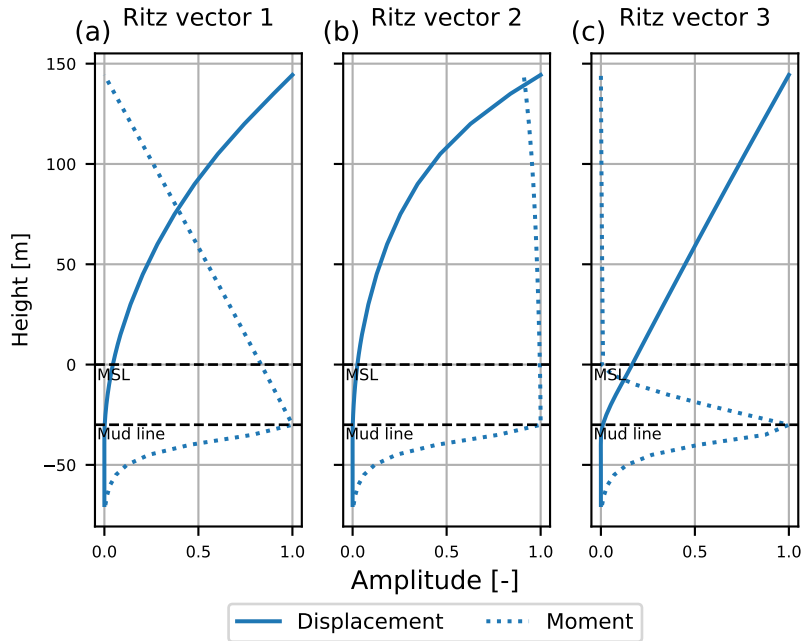 Ritz vector 1
Ritz vector 2
Ritz vector 3
(a)
(b)
(c)
150
100
50
0
−50
Height [m]
MSL
Mud line
MSL
Mud line
MSL
Mud line
0.0 0.5 1.0
0.0 0.5 1.0
0.0 0.5 1.0
Amplitude [-]
Displacement
Moment